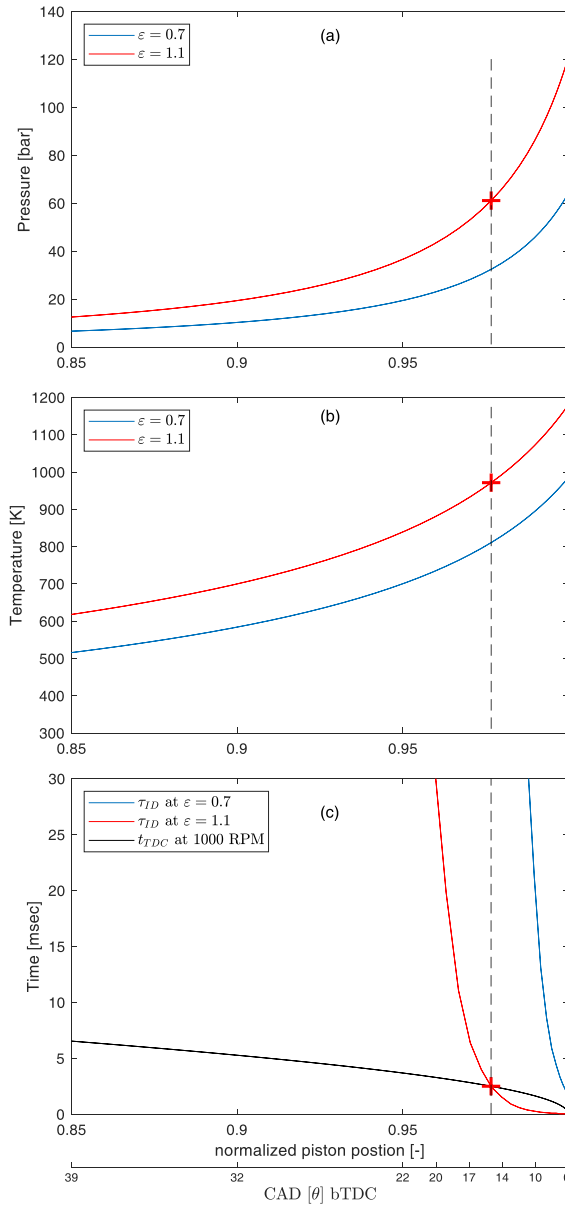 140
120
100
80
60
40
20
0
Pressure [bar]
ε = 0.7
ε = 1.1
(a)
0.85 0.9 0.95
1200
1100
1000
900
800
700
600
500
400
300
Temperature [K]
ε = 0.7
ε = 1.1
(b)
0.85 0.9 0.95
30
25
20
15
10
5
0
Time [msec]
τID at ε = 0.7
τID at ε = 1.1
tTDC at 1000 RPM
(c)
0.85 0.9 0.95
normalized piston postion [-]
39 32 22 20 17 14 10
CAD [θ] bTDC